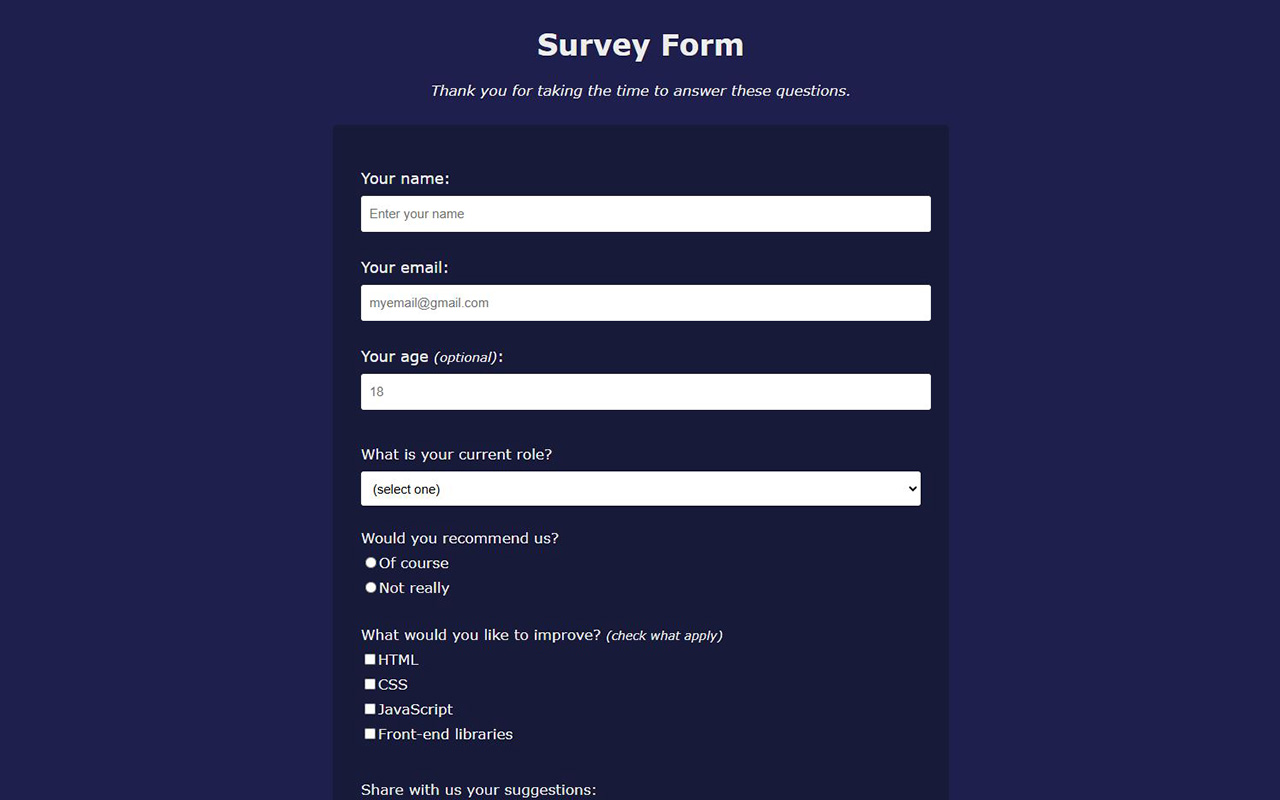 Survey Form
Thank you for taking the time to answer these questions.
Your name:
Enter your name
Your email:
myemail@gmail.com
Your age (optional):
18
What is your current role?
(select one)
Would you recommend us?
Of course
Not really
What would you like to improve? (check what apply)
HTML
CSS
JavaScript
Front-end libraries
Share with us your suggestions: